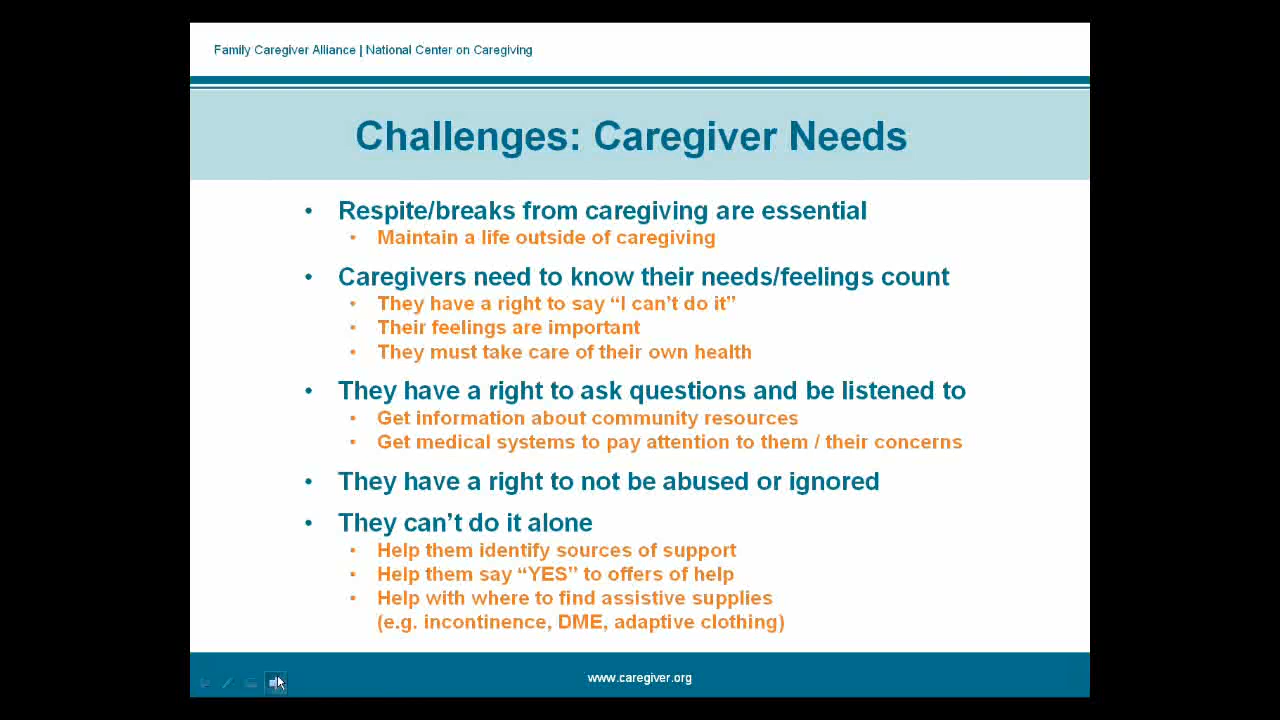 Family Caregiver Alliance | National Center on Caregiving
Challenges: Caregiver Needs
• Respite/breaks from caregiving are essential
• Maintain a life outside of caregiving
• Caregivers need to know their needs/feelings count
• They have a right to say “I can’t do it”
• Their feelings are important
• They must take care of their own health
• They have a right to ask questions and be listened to
• Get information about community resources
• Get medical systems to pay attention to them / their concerns
• They have a right to not be abused or ignored
• They can’t do it alone
• Help them identify sources of support
• Help them say “YES” to offers of help
• Help with where to find assistive supplies
(e.g. incontinence, DME, adaptive clothing)
www.caregiver.org